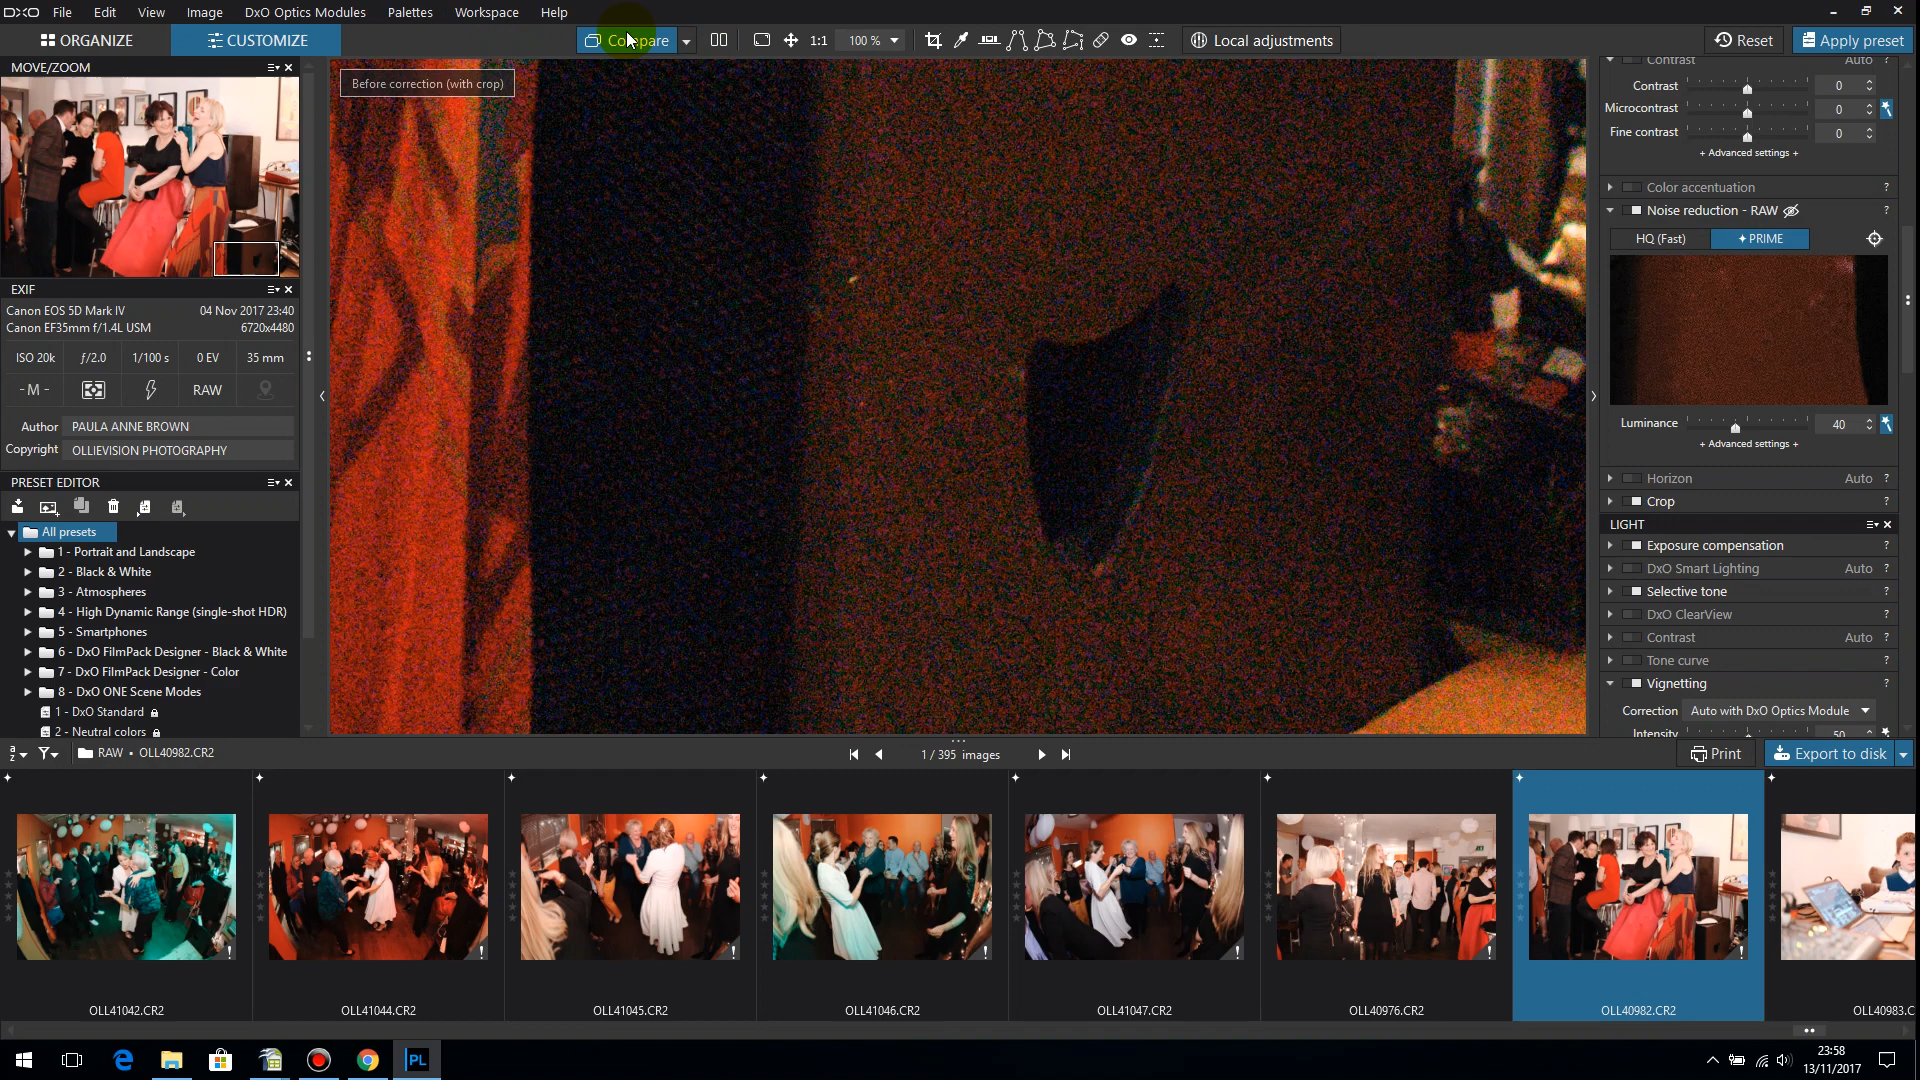 DXO File Edit View Image DxO Optics Modules Palettes Workspace Help
ORGANIZE CUSTOMIZE Compare 1:1 100 % Local adjustments Reset Apply preset
MOVE/ZOOM
Before correction (with crop)
EXIF
Canon EOS 5D Mark IV 04 Nov 2017 23:40
Canon EF35mm f/1.4L USM 6720x4480
ISO 20k ƒ/2.0 1/100 s 0 EV 35 mm
- M - RAW
Author PAULA ANNE BROWN
Copyright OLLIEVISION PHOTOGRAPHY
PRESET EDITOR
All presets
1 - Portrait and Landscape
2 - Black & White
3 - Atmospheres
4 - High Dynamic Range (single-shot HDR)
5 - Smartphones
6 - DxO FilmPack Designer - Black & White
7 - DxO FilmPack Designer - Color
8 - DxO ONE Scene Modes
1 - DxO Standard
2 - Neutral colors
Contrast Auto ?
Contrast 0
Microcontrast 0
Fine contrast 0
+ Advanced settings +
Color accentuation ?
Noise reduction - RAW ?
HQ (Fast) PRIME
Luminance 40
+ Advanced settings +
Horizon Auto ?
Crop ?
LIGHT
Exposure compensation ?
DxO Smart Lighting Auto ?
Selective tone ?
DxO ClearView ?
Contrast Auto ?
Tone curve ?
Vignetting ?
Correction Auto with DxO Optics Module
Intensity 50
RAW • OLL40982.CR2 1 / 395 images Print Export to disk
OLL41042.CR2 OLL41044.CR2 OLL41045.CR2 OLL41046.CR2 OLL41047.CR2 OLL40976.CR2 OLL40982.CR2 OLL40983.C
PL
23:58
13/11/2017